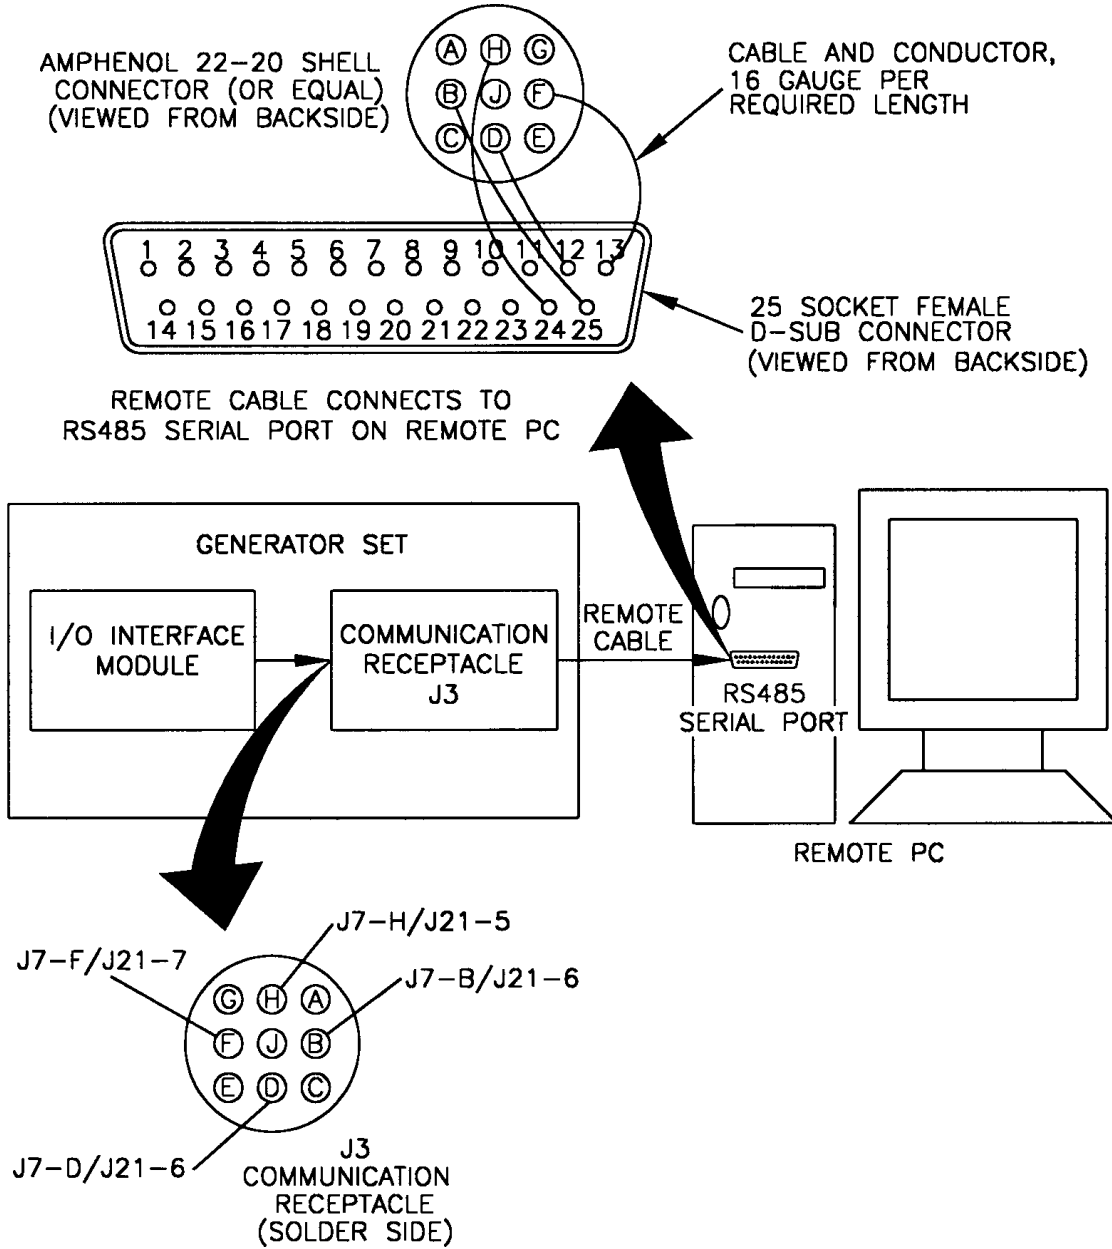 AMPHENOL 22-20 SHELL
CONNECTOR (OR EQUAL)
(VIEWED FROM BACKSIDE)
A H G
B J F
C D E
CABLE AND CONDUCTOR,
16 GAUGE PER
REQUIRED LENGTH
1 2 3 4 5 6 7 8 9 10 11 12 13
14 15 16 17 18 19 20 21 22 23 24 25
25 SOCKET FEMALE
D-SUB CONNECTOR
(VIEWED FROM BACKSIDE)
REMOTE CABLE CONNECTS TO
RS485 SERIAL PORT ON REMOTE PC
GENERATOR SET
I/O INTERFACE
MODULE
COMMUNICATION
RECEPTACLE
J3
REMOTE
CABLE
RS485
SERIAL PORT
REMOTE PC
J7-H/J21-5
J7-F/J21-7
J7-B/J21-6
G H A
F J B
E D C
J7-D/J21-6
J3
COMMUNICATION
RECEPTACLE
(SOLDER SIDE)